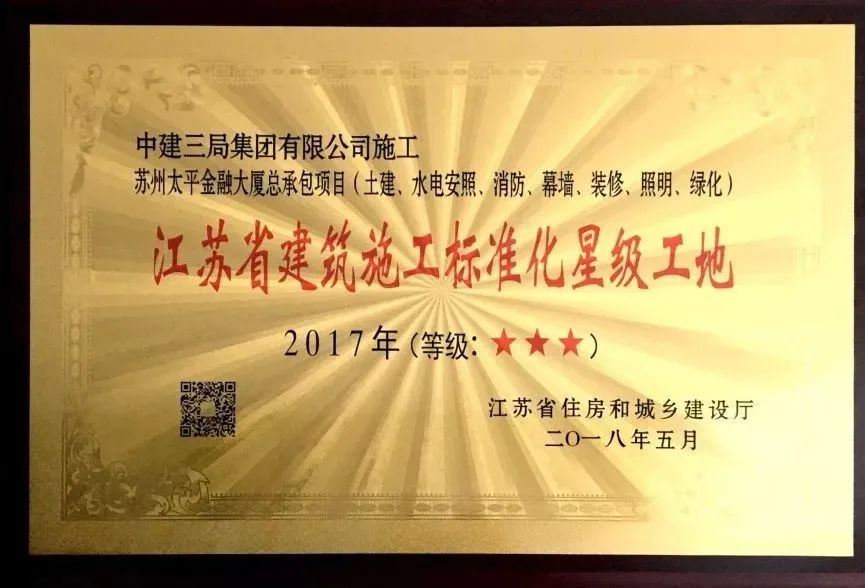 中建三局集团有限公司施工
苏州太平金融大厦总承包项目（土建、水电安照、消防、幕墙、装修、照明、绿化）
江苏省建筑施工标准化星级工地
2017年（等级：★★★）
江苏省住房和城乡建设厅
二〇一八年五月